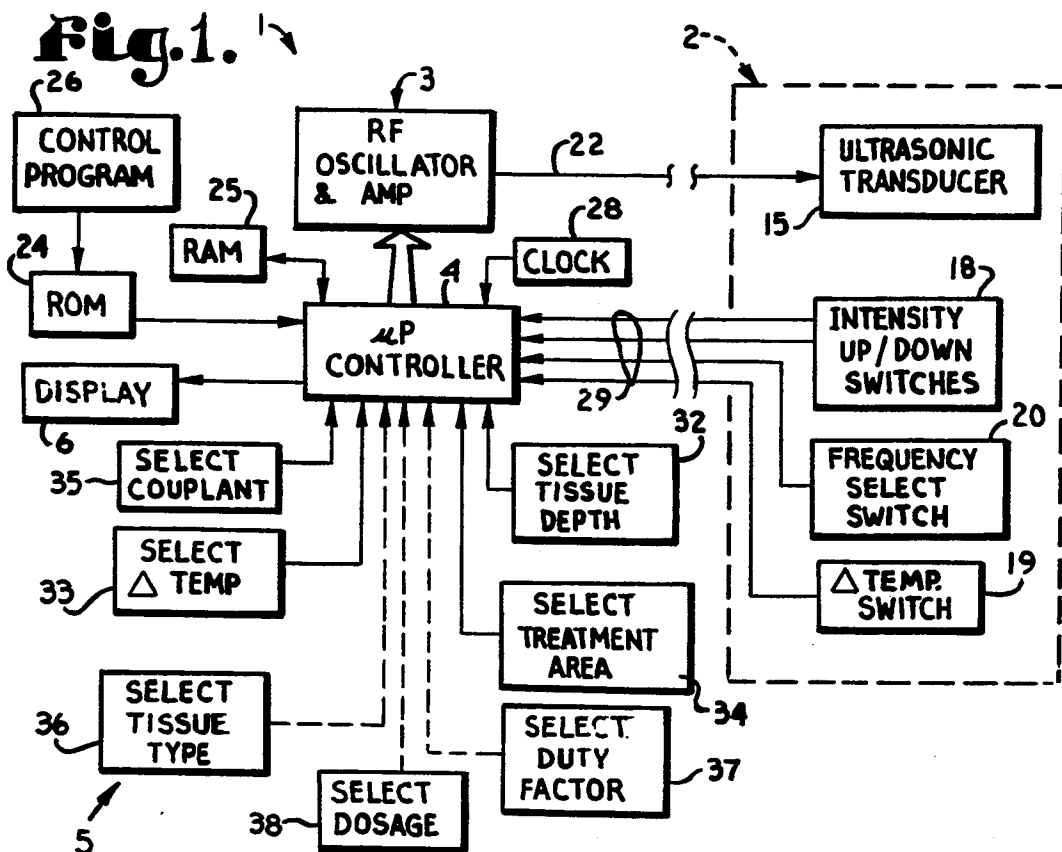 Fig.1.
1
2
26
CONTROL
PROGRAM
3
RF
OSCILLATOR
& AMP
22
ULTRASONIC
TRANSDUCER
15
25
RAM
28
CLOCK
24
ROM
4
μP
CONTROLLER
18
INTENSITY
UP/DOWN
SWITCHES
DISPLAY
6
29
32
20
35
SELECT
COUPLANT
SELECT
TISSUE
DEPTH
FREQUENCY
SELECT
SWITCH
33
SELECT
△ TEMP
19
△ TEMP.
SWITCH
SELECT
TREATMENT
AREA
34
36
SELECT
TISSUE
TYPE
SELECT
DUTY
FACTOR
37
5
38
SELECT
DOSAGE